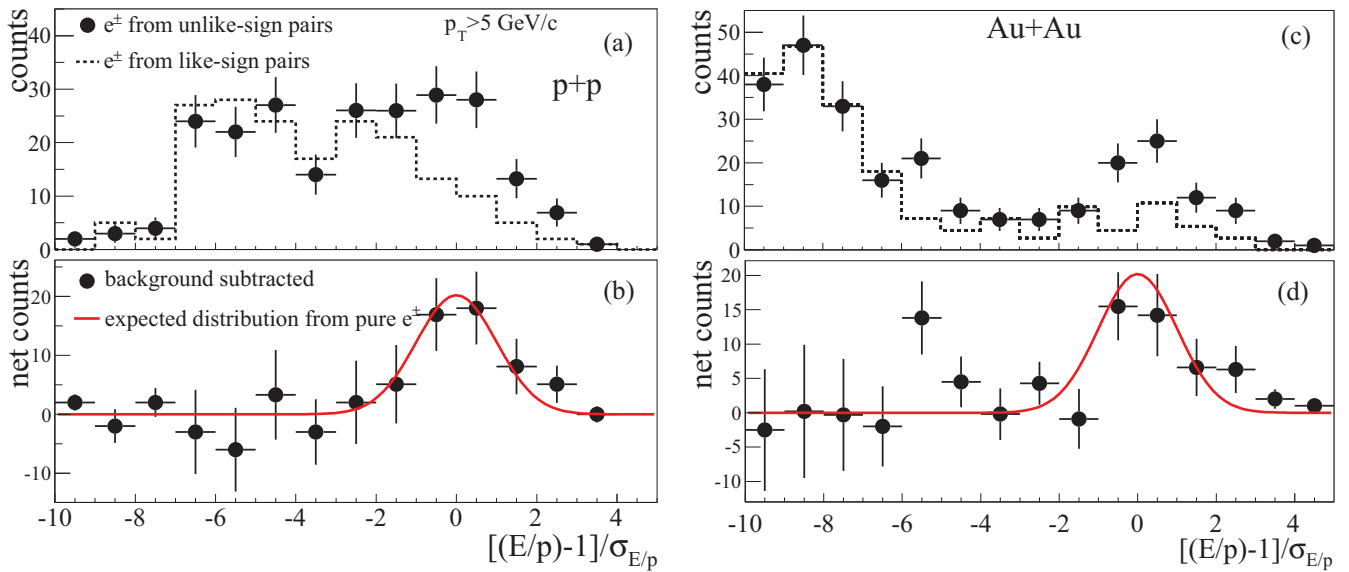 counts
40
30
20
10
0
e± from unlike-sign pairs
e± from like-sign pairs
p_T>5 GeV/c
(a)
p+p
net counts
20
10
0
-10
background subtracted
expected distribution from pure e±
(b)
-10 -8 -6 -4 -2 0 2 4
[(E/p)-1]/σ_E/p
counts
50
40
30
20
10
0
Au+Au
(c)
net counts
20
15
10
5
0
-5
-10
(d)
-10 -8 -6 -4 -2 0 2 4
[(E/p)-1]/σ_E/p